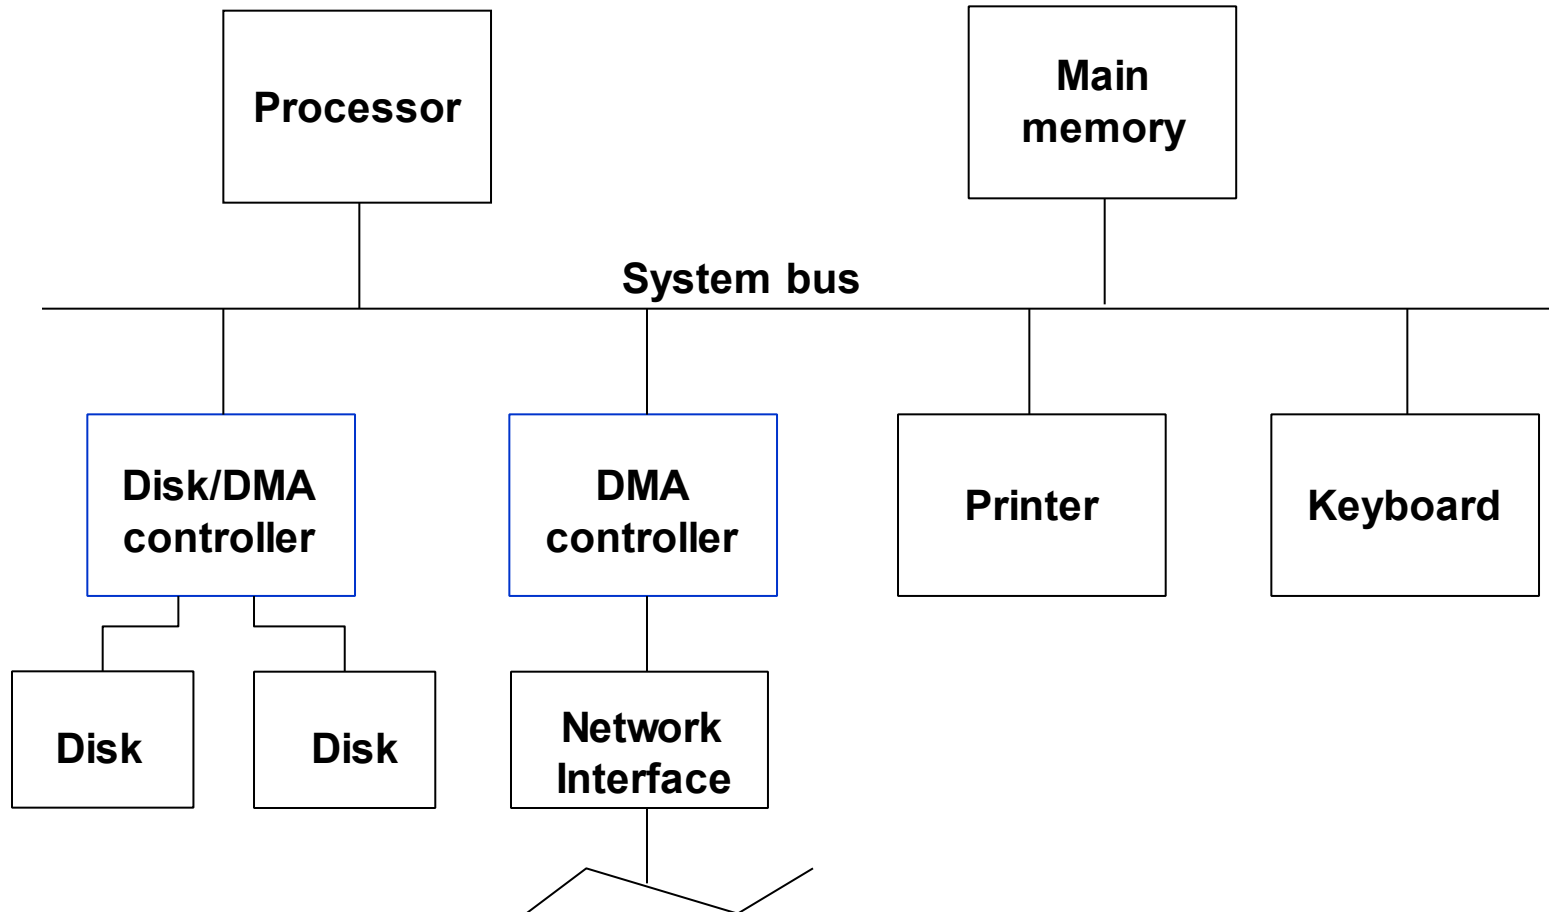 Processor
Main
memory
System bus
Disk/DMA
controller
DMA
controller
Printer
Keyboard
Disk
Disk
Network
Interface